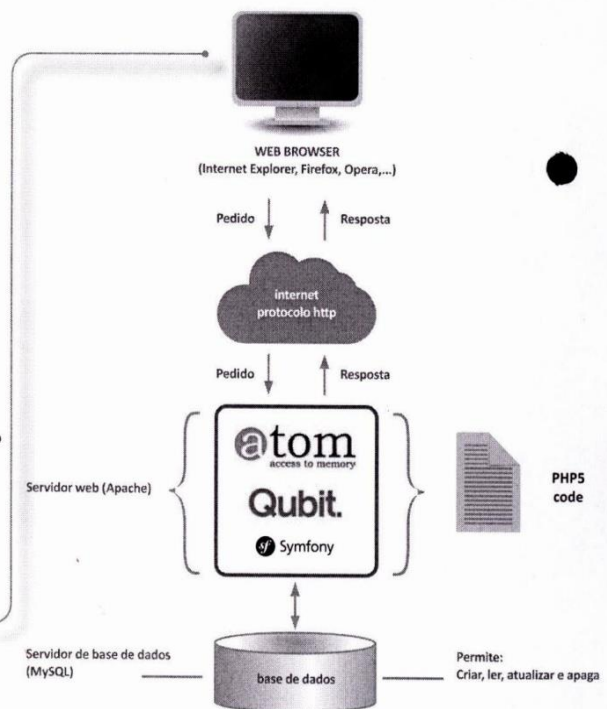 WEB BROWSER
(Internet Explorer, Firefox, Opera,...)
Pedido
Resposta
internet
protocolo http
Pedido
Resposta
atom
access to memory
Servidor web (Apache)
Qubit.
PHP5
code
sf Symfony
Servidor de base de dados
(MySQL)
base de dados
Permite:
Criar, ler, atualizar e apaga